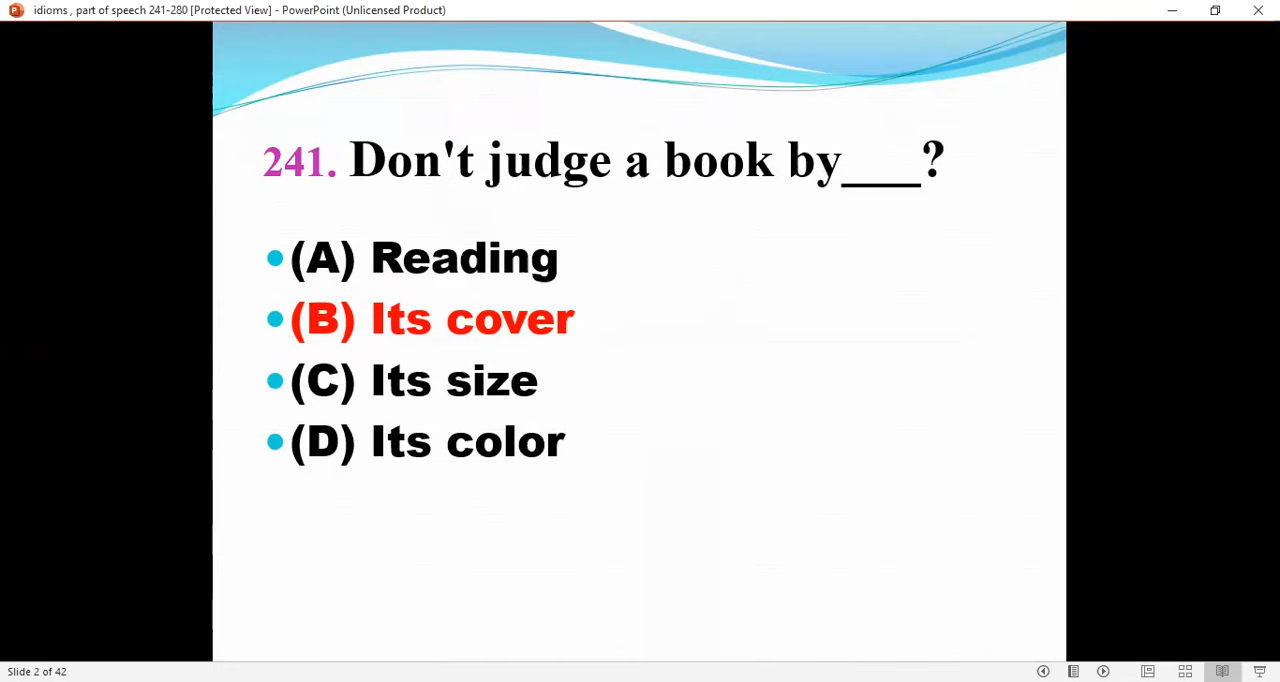 idioms , part of speech 241-280 [Protected View] - PowerPoint (Unlicensed Product)
241. Don't judge a book by___?
(A) Reading
(B) Its cover
(C) Its size
(D) Its color
Slide 2 of 42